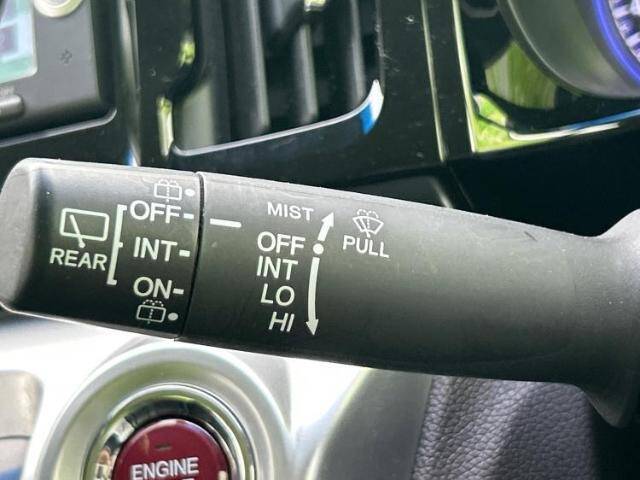 REAR
OFF
INT
ON
MIST
OFF
INT
LO
HI
PULL
ENGINE